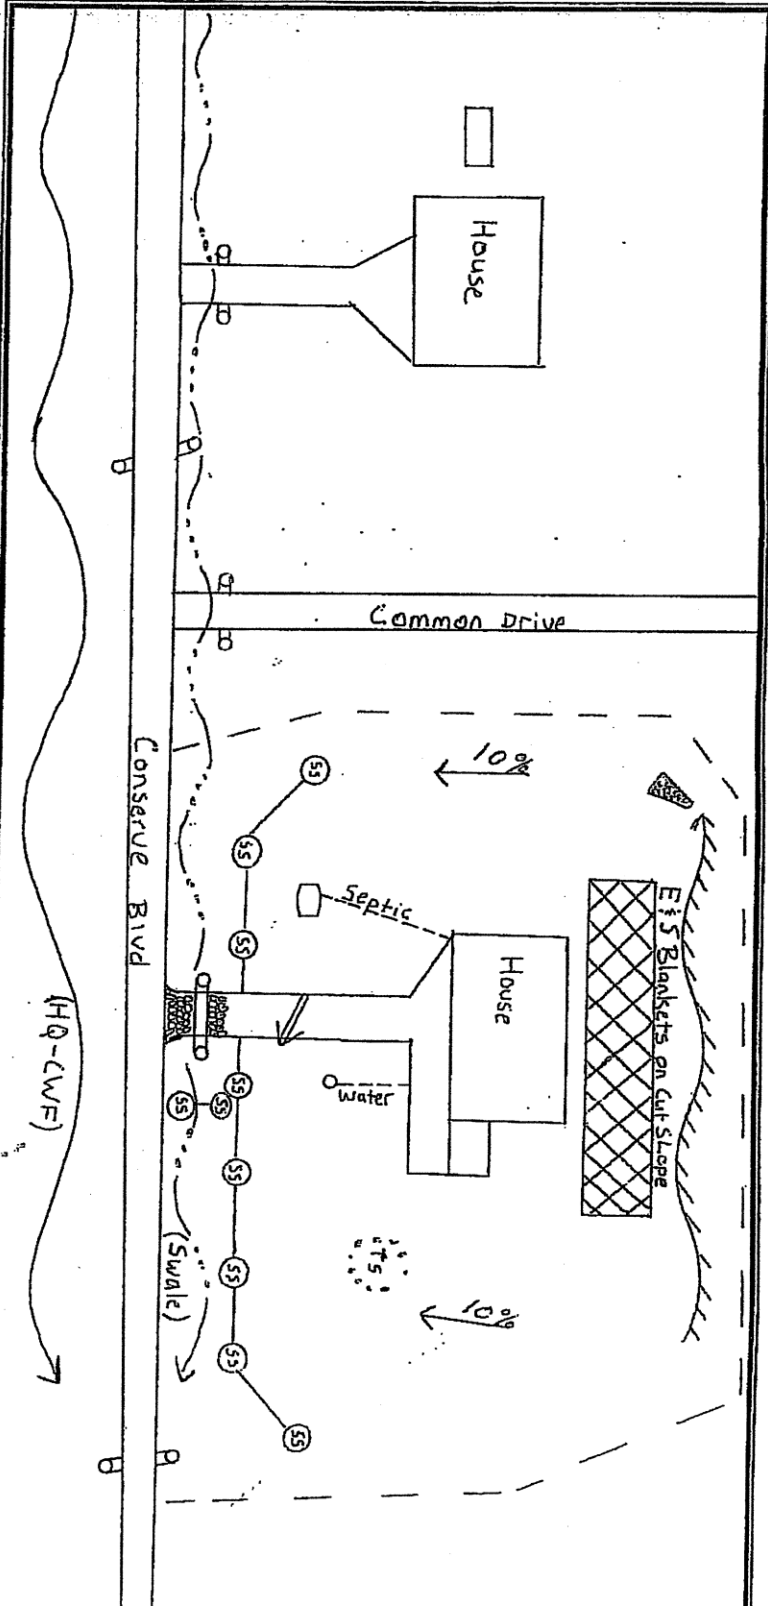 House
Common Drive
Conserve Blvd
(HQ-CWF)
10%
SS
SS
SS
Septic
House
E&S Blankets on Cut Slope
Water
SS
SS
SS
SS
SS
SS
SS
(Swale)
TS
10%